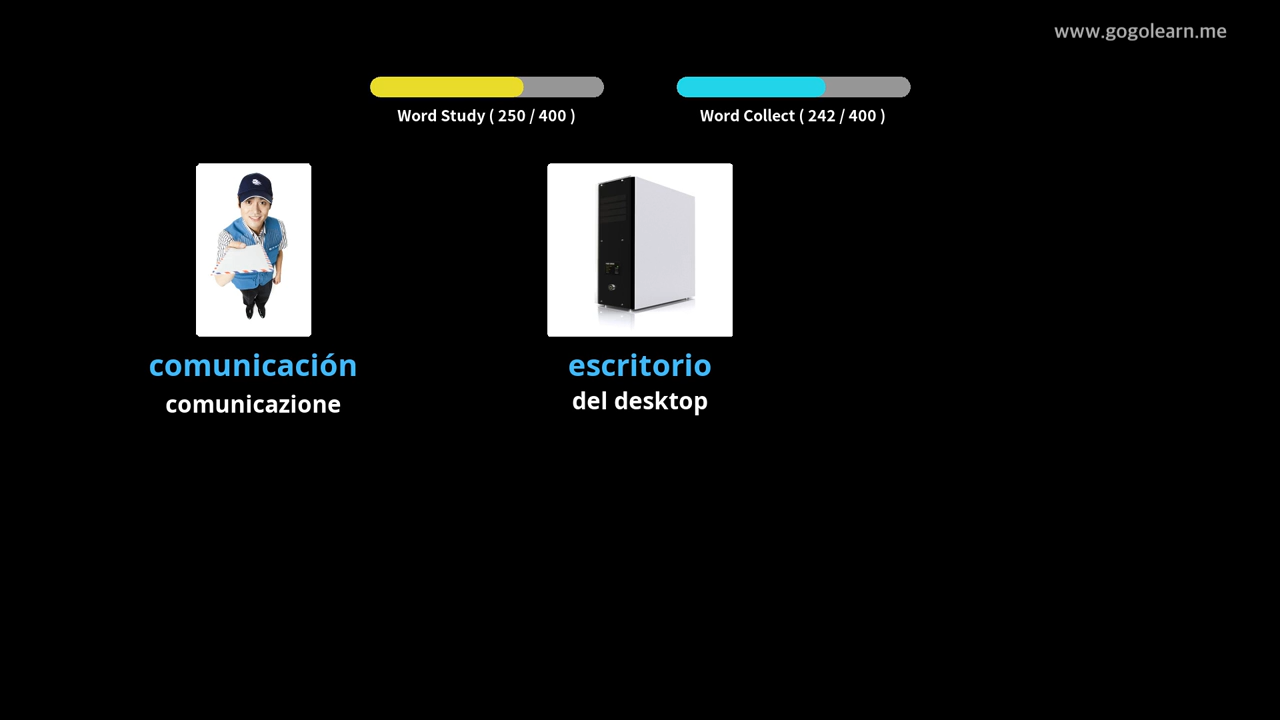 www.gogolearn.me
Word Study ( 250 / 400 )
Word Collect ( 242 / 400 )
comunicación
comunicazione
escritorio
del desktop